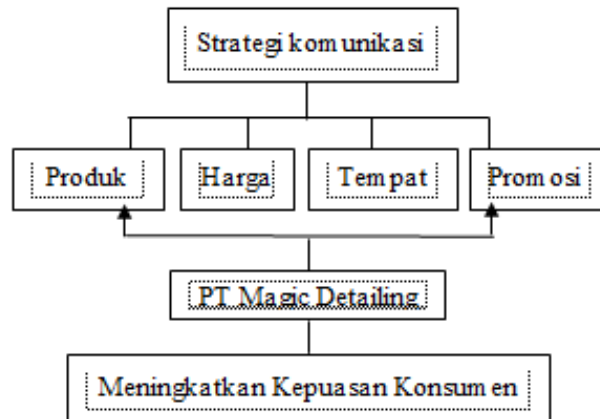 Strategi komunikasi
Produk
Harga
Tempat
Promosi
PT Magic Detailing
Meningkatkan Kepuasan Konsumen